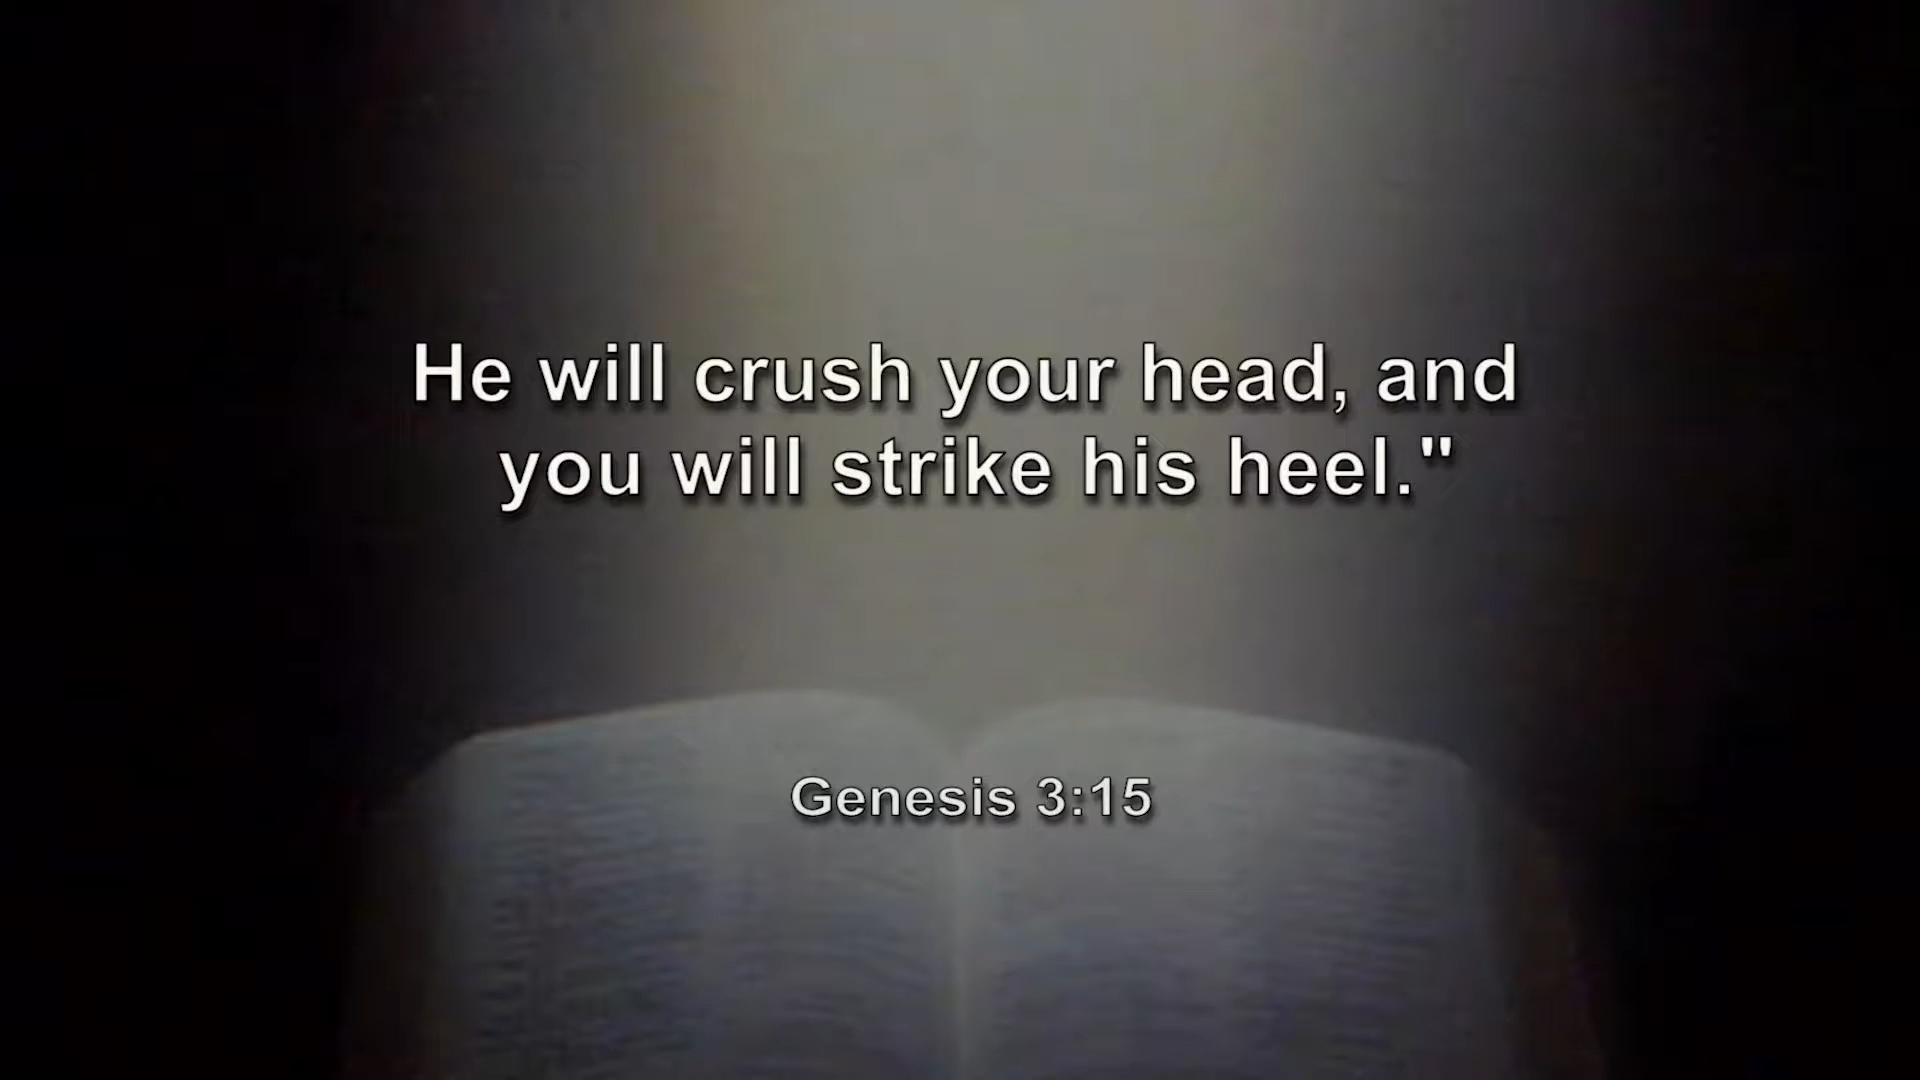 He will crush your head, and
you will strike his heel."
Genesis 3:15